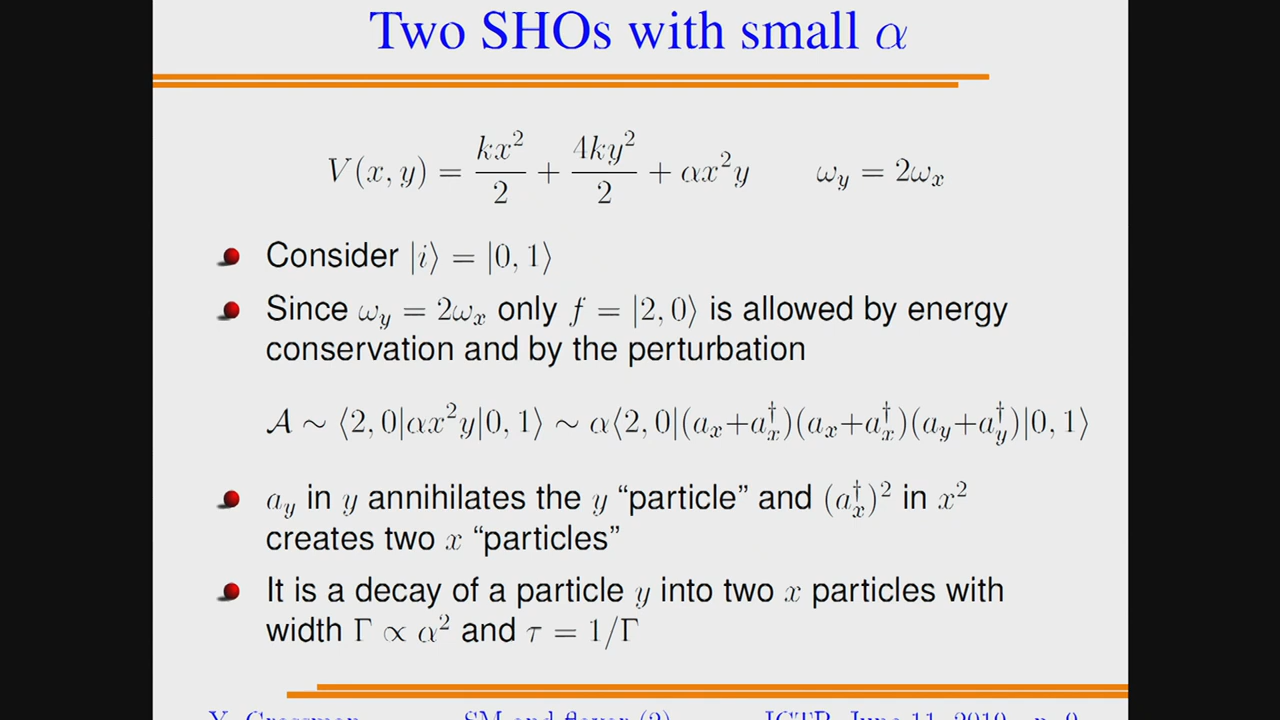 Two SHOs with small α
V(x, y) = kx²/2 + 4ky²/2 + αx²y    ω_y = 2ω_x
Consider |i⟩ = |0, 1⟩
Since ω_y = 2ω_x only f = |2, 0⟩ is allowed by energy
conservation and by the perturbation
𝒜 ∼ ⟨2, 0|αx²y|0, 1⟩ ∼ α⟨2, 0|(a_x+a_x†)(a_x+a_x†)(a_y+a_y†)|0, 1⟩
a_y in y annihilates the y “particle” and (a_x†)² in x²
creates two x “particles”
It is a decay of a particle y into two x particles with
width Γ ∝ α² and τ = 1/Γ